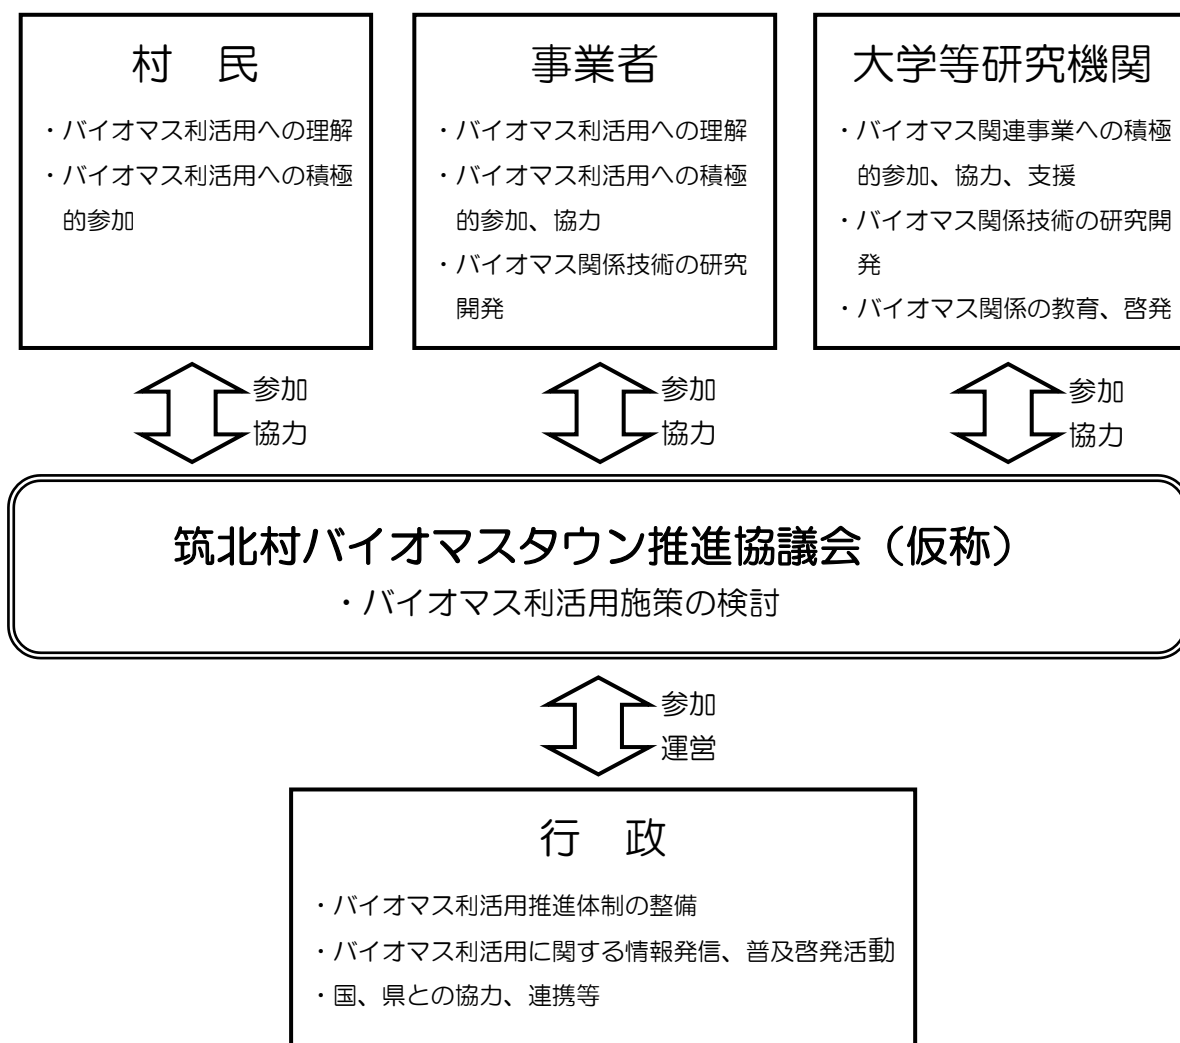 村　民
・バイオマス利活用への理解
・バイオマス利活用への積極
的参加
事業者
・バイオマス利活用への理解
・バイオマス利活用への積極
的参加、協力
・バイオマス関係技術の研究
開発
大学等研究機関
・バイオマス関連事業への積極
的参加、協力、支援
・バイオマス関係技術の研究開
発
・バイオマス関係の教育、啓発
参加
協力
参加
協力
参加
協力
筑北村バイオマスタウン推進協議会（仮称）
・バイオマス利活用施策の検討
参加
運営
行　政
・バイオマス利活用推進体制の整備
・バイオマス利活用に関する情報発信、普及啓発活動
・国、県との協力、連携等